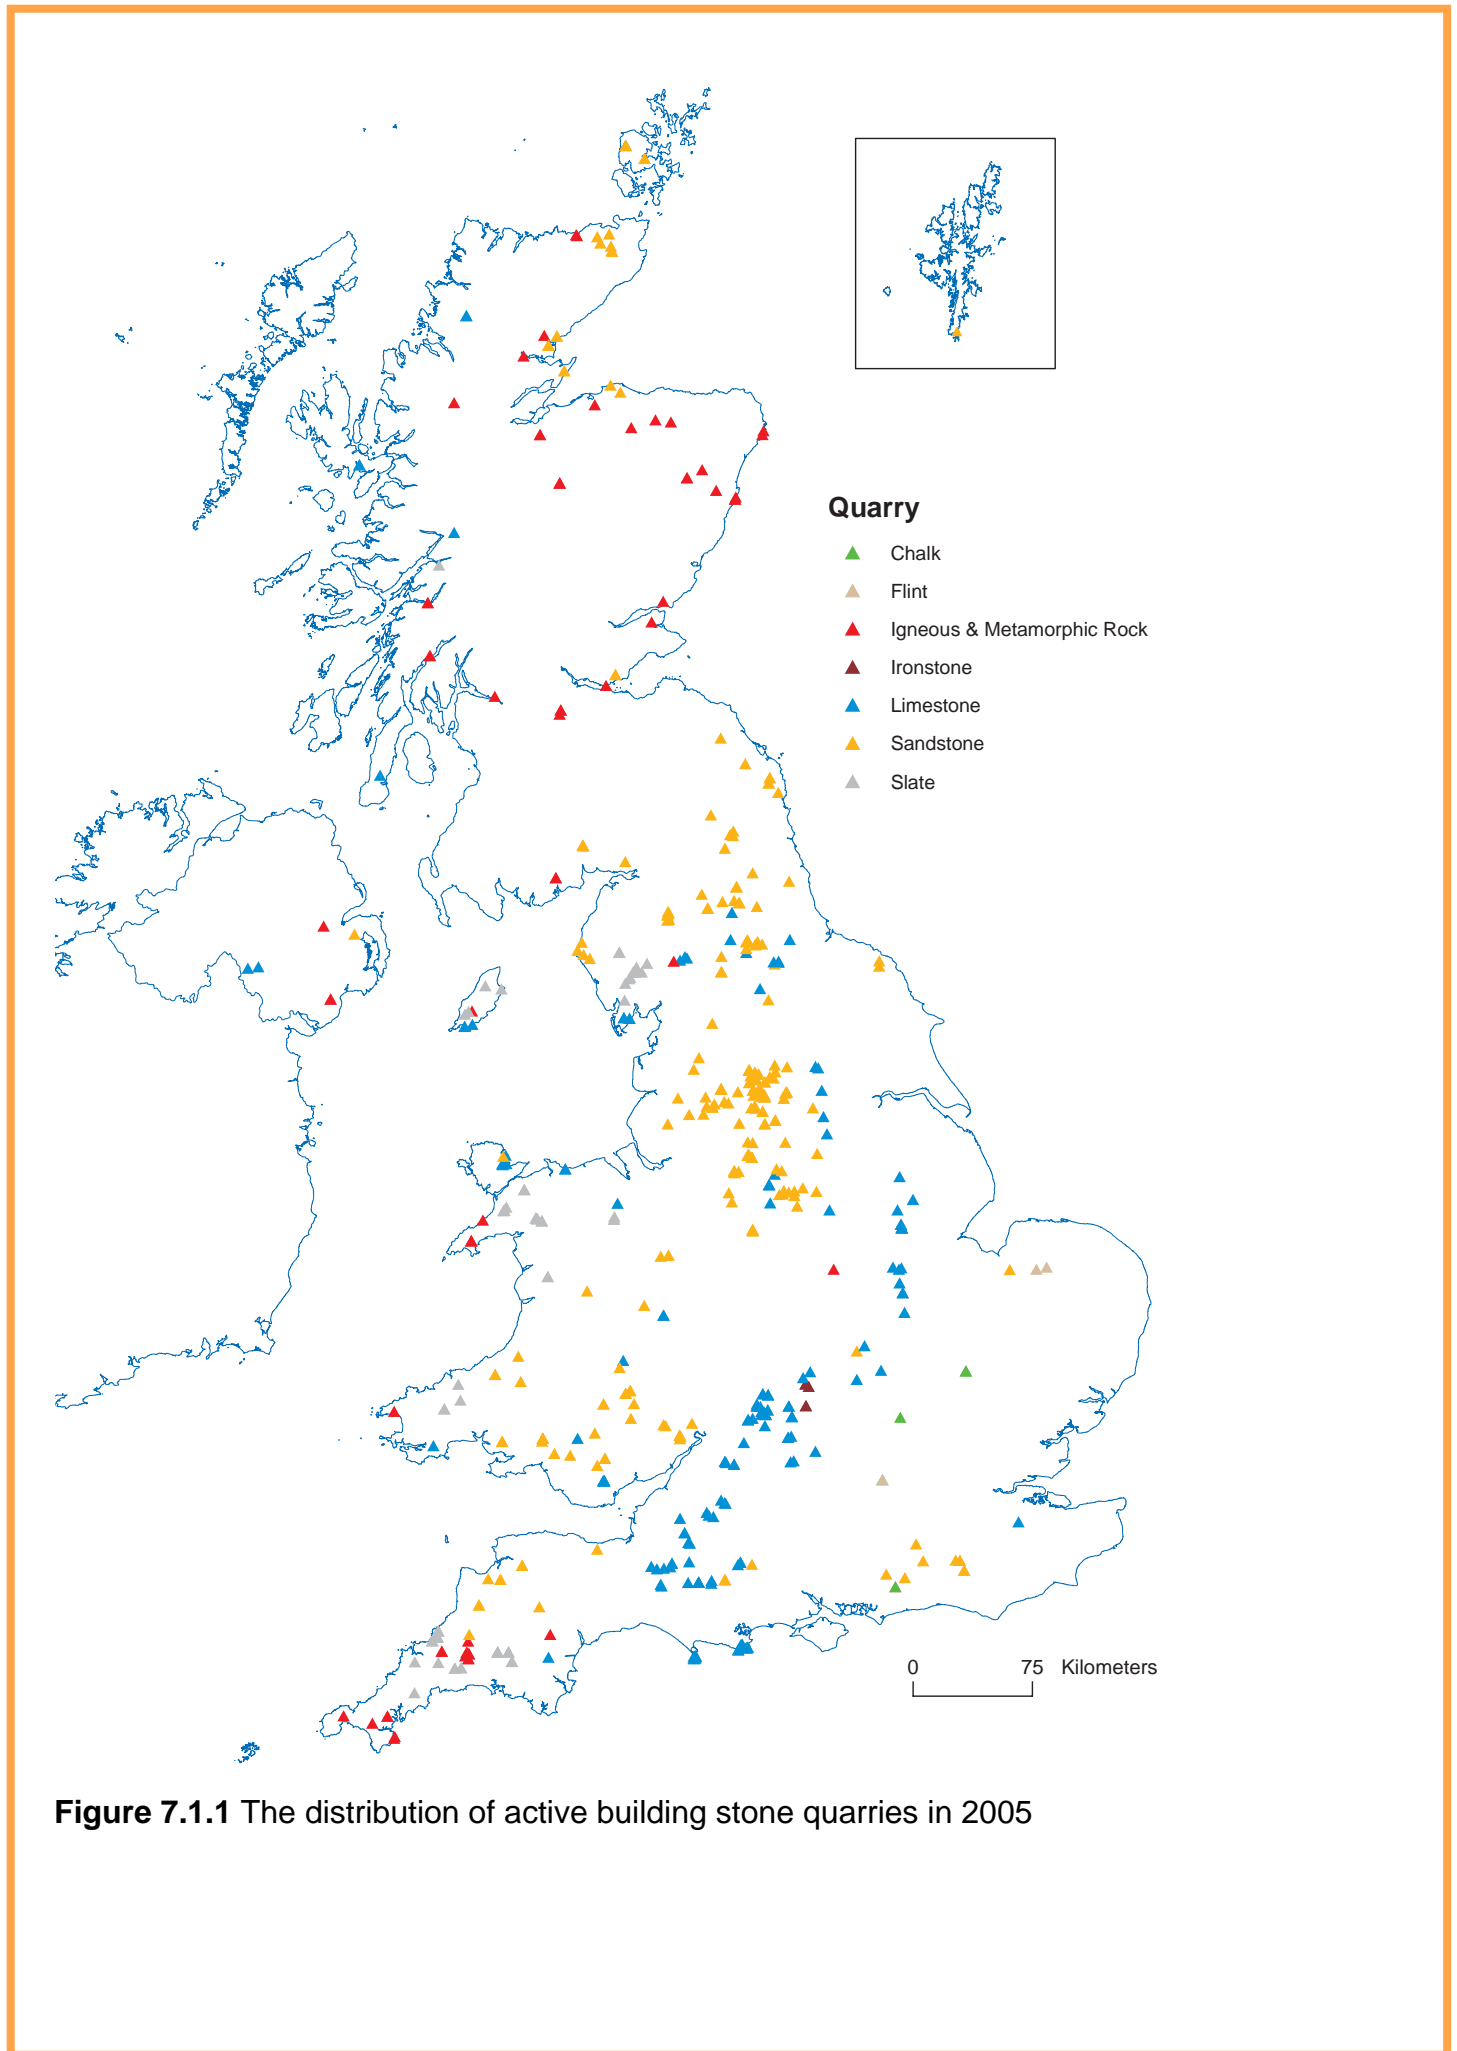 Quarry
Chalk
Flint
Igneous & Metamorphic Rock
Ironstone
Limestone
Sandstone
Slate
0 75 Kilometers
Figure 7.1.1 The distribution of active building stone quarries in 2005